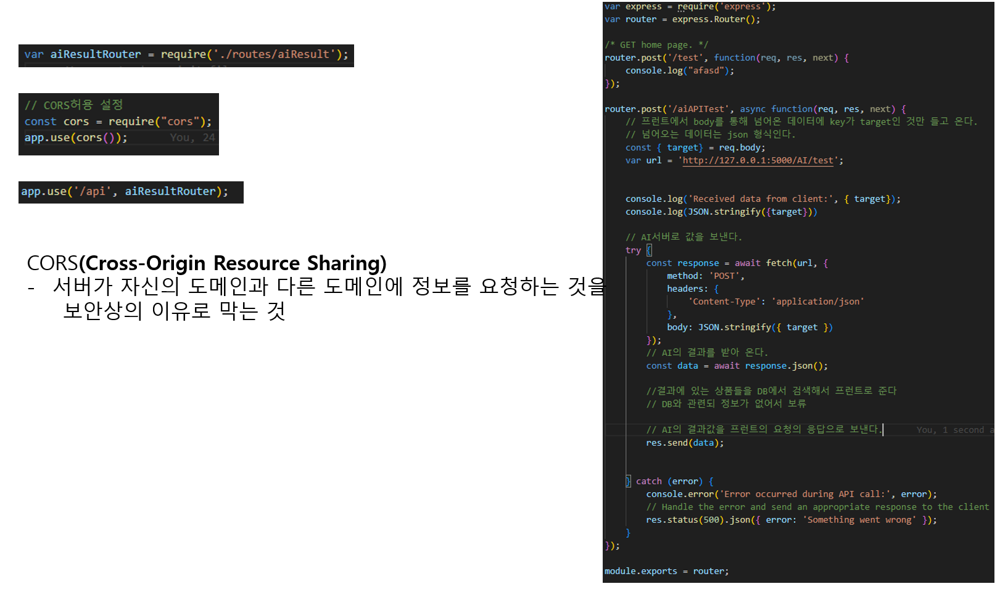 var aiResultRouter = require('./routes/aiResult');
// CORS허용 설정
const cors = require("cors");
app.use(cors()); You, 24
app.use('/api', aiResultRouter);
CORS(Cross-Origin Resource Sharing)
- 서버가 자신의 도메인과 다른 도메인에 정보를 요청하는 것을
보안상의 이유로 막는 것
var express = require('express');
var router = express.Router();
/* GET home page. */
router.post('/test', function(req, res, next) {
console.log("afasd");
});
router.post('/aiAPITest', async function(req, res, next) {
// 프런트에서 body를 통해 넘어온 데이터에 key가 target인 것만 들고 온다.
// 넘어오는 데이터는 json 형식인다.
const { target} = req.body;
var url = 'http://127.0.0.1:5000/AI/test';
console.log('Received data from client:', { target});
console.log(JSON.stringify({target}))
// AI서버로 값을 보낸다.
try {
const response = await fetch(url, {
method: 'POST',
headers: {
'Content-Type': 'application/json'
},
body: JSON.stringify({ target })
});
// AI의 결과를 받아 온다.
const data = await response.json();
//결과에 있는 상품들을 DB에서 검색해서 프런트로 준다
// DB와 관련되 정보가 없어서 보류
// AI의 결과값을 프런트의 요청의 응답으로 보낸다. You, 1 second a
res.send(data);
} catch (error) {
console.error('Error occurred during API call:', error);
// Handle the error and send an appropriate response to the client
res.status(500).json({ error: 'Something went wrong' });
}
});
module.exports = router;